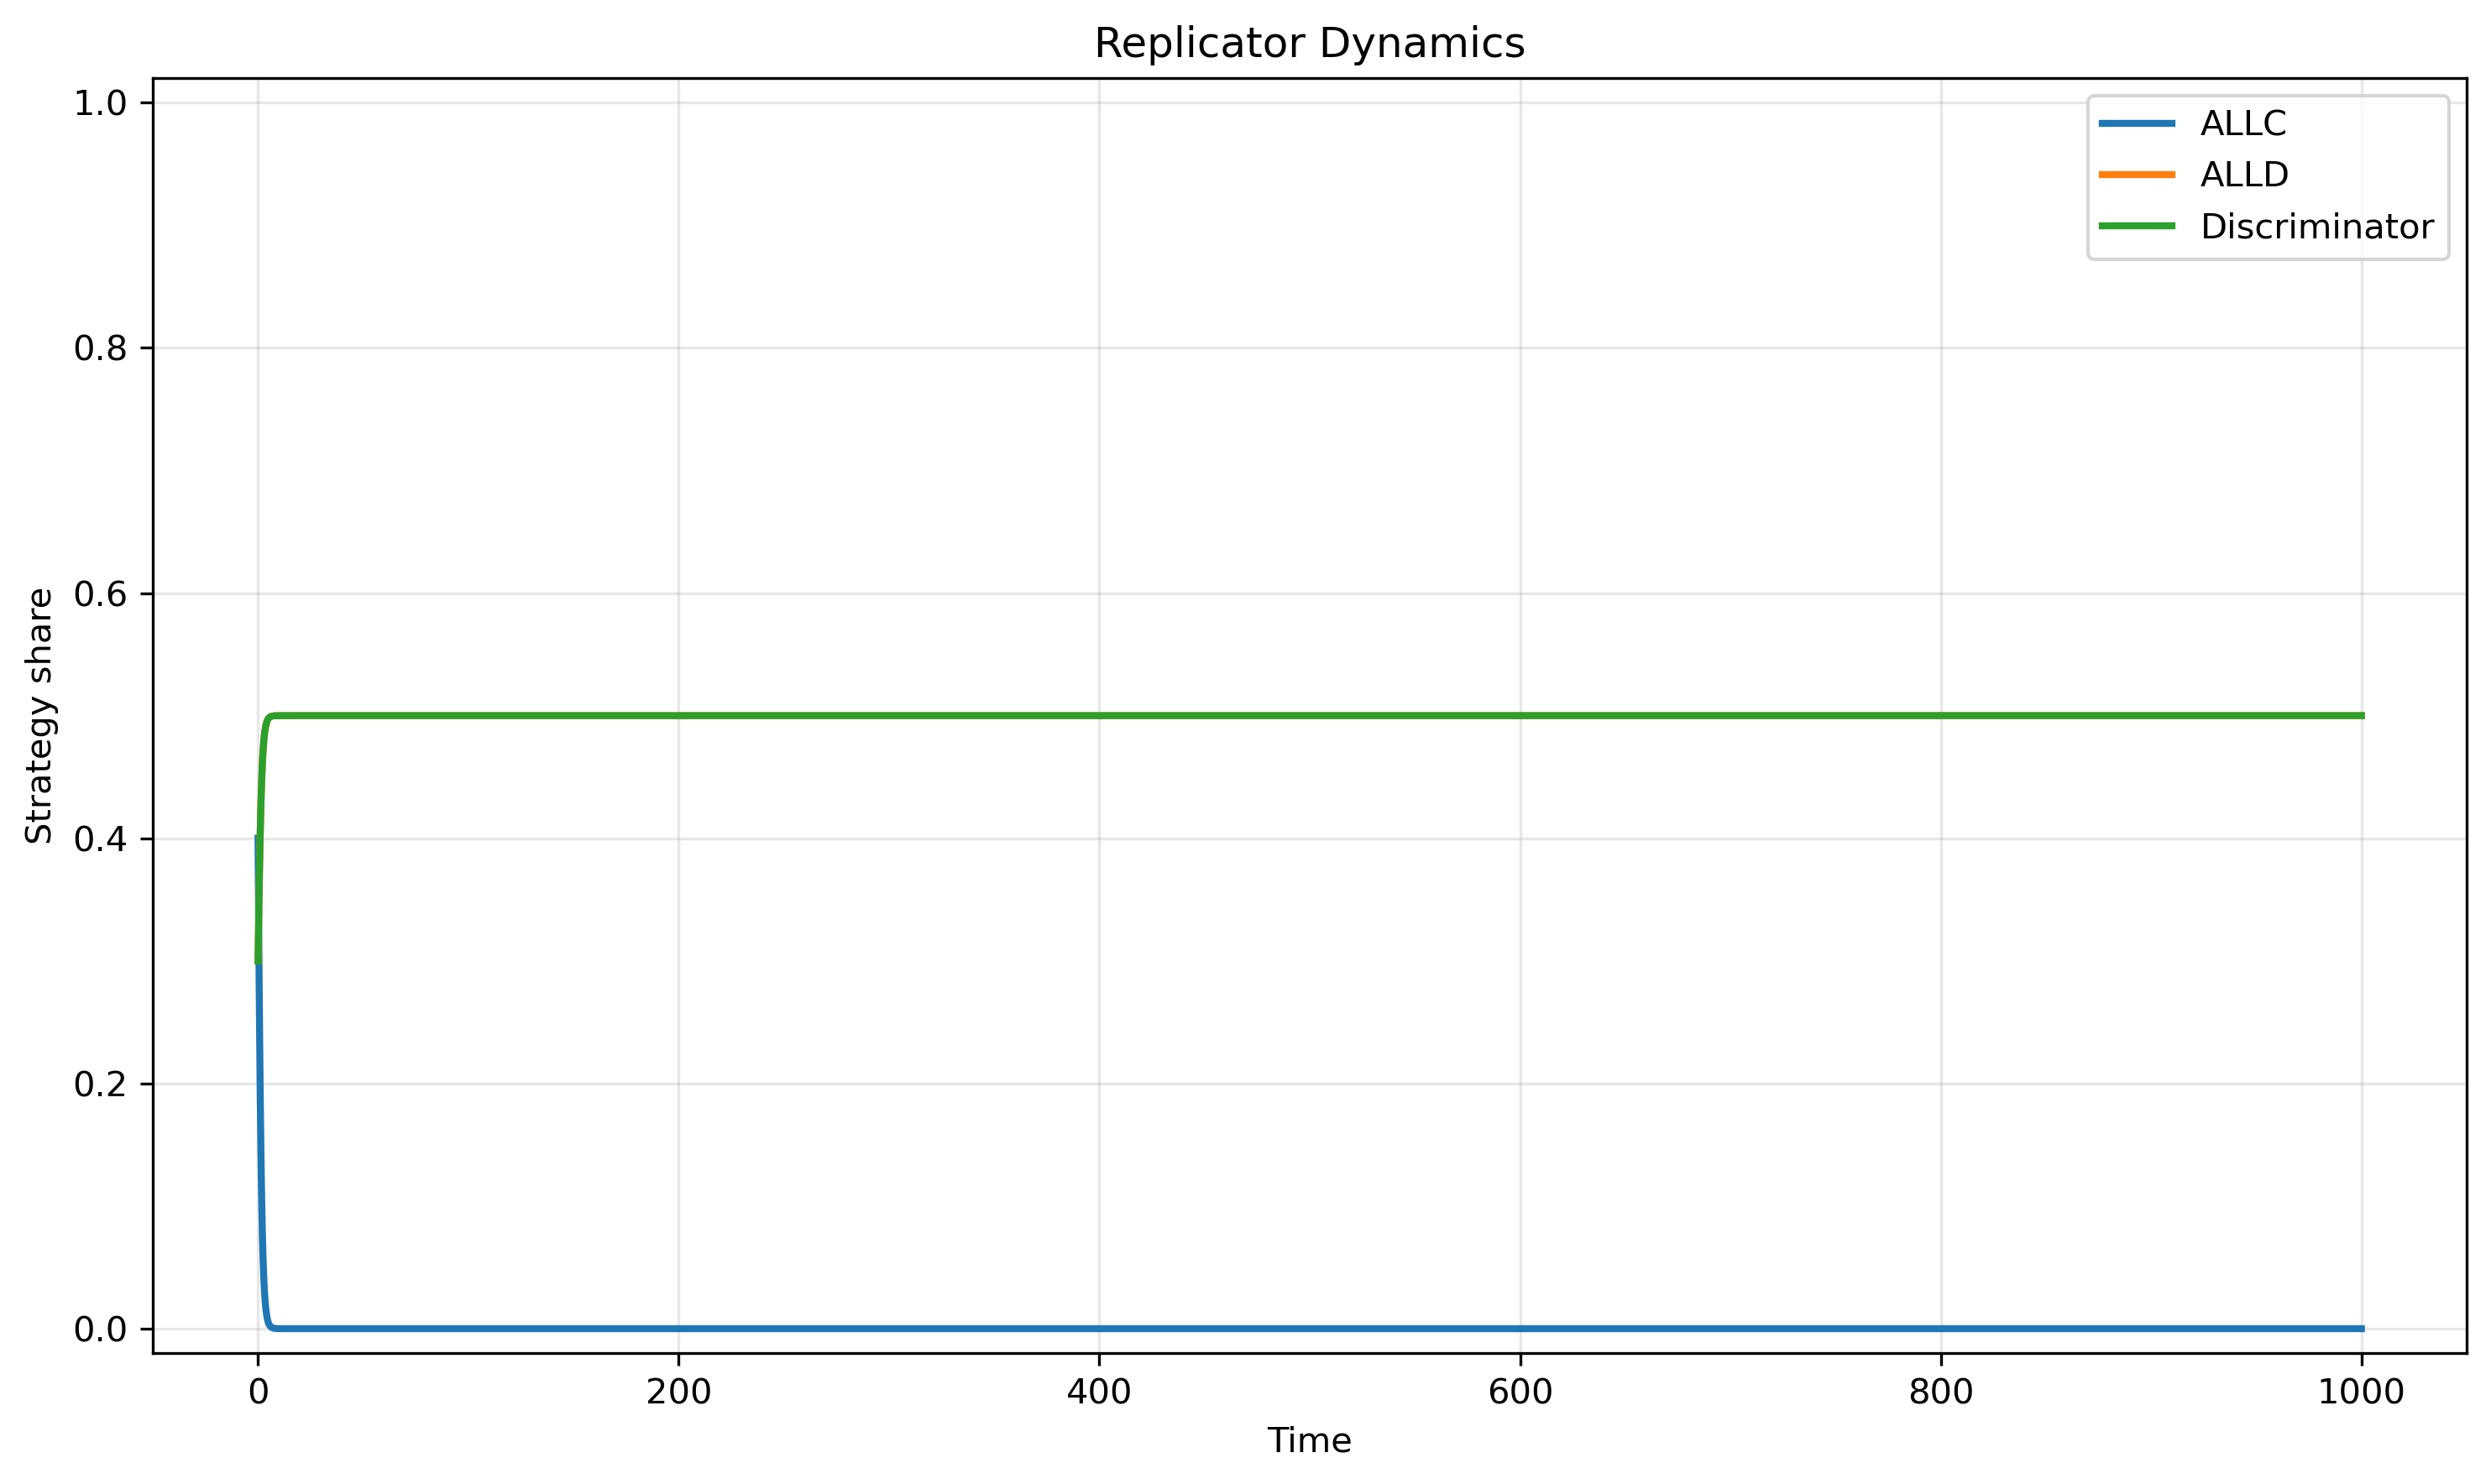 Replicator Dynamics
1.0
0.8
0.6
0.4
0.2
0.0
Strategy share
ALLC
ALLD
Discriminator
0 200 400 600 800 1000
Time